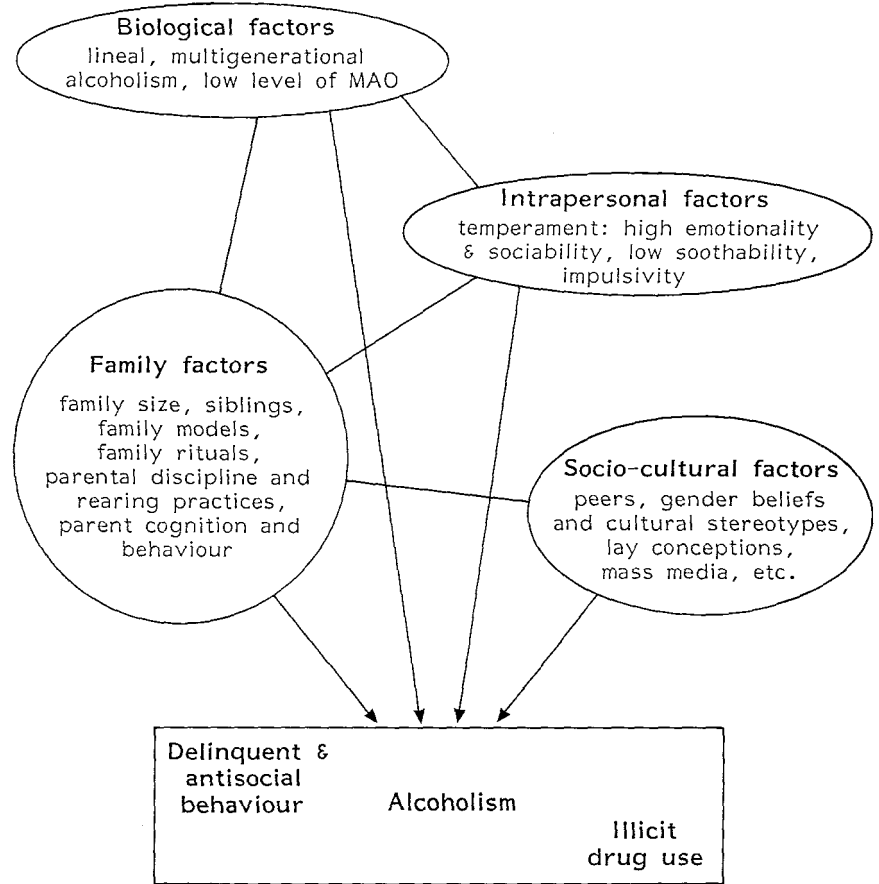 Biological factors
lineal, multigenerational
alcoholism, low level of MAO
Intrapersonal factors
temperament: high emotionality
& sociability, low soothability,
impulsivity
Family factors
family size, siblings,
family models,
family rituals,
parental discipline and
rearing practices,
parent cognition and
behaviour
Socio-cultural factors
peers, gender beliefs
and cultural stereotypes,
lay conceptions,
mass media, etc.
Delinquent &
antisocial
behaviour
Alcoholism
Illicit
drug use